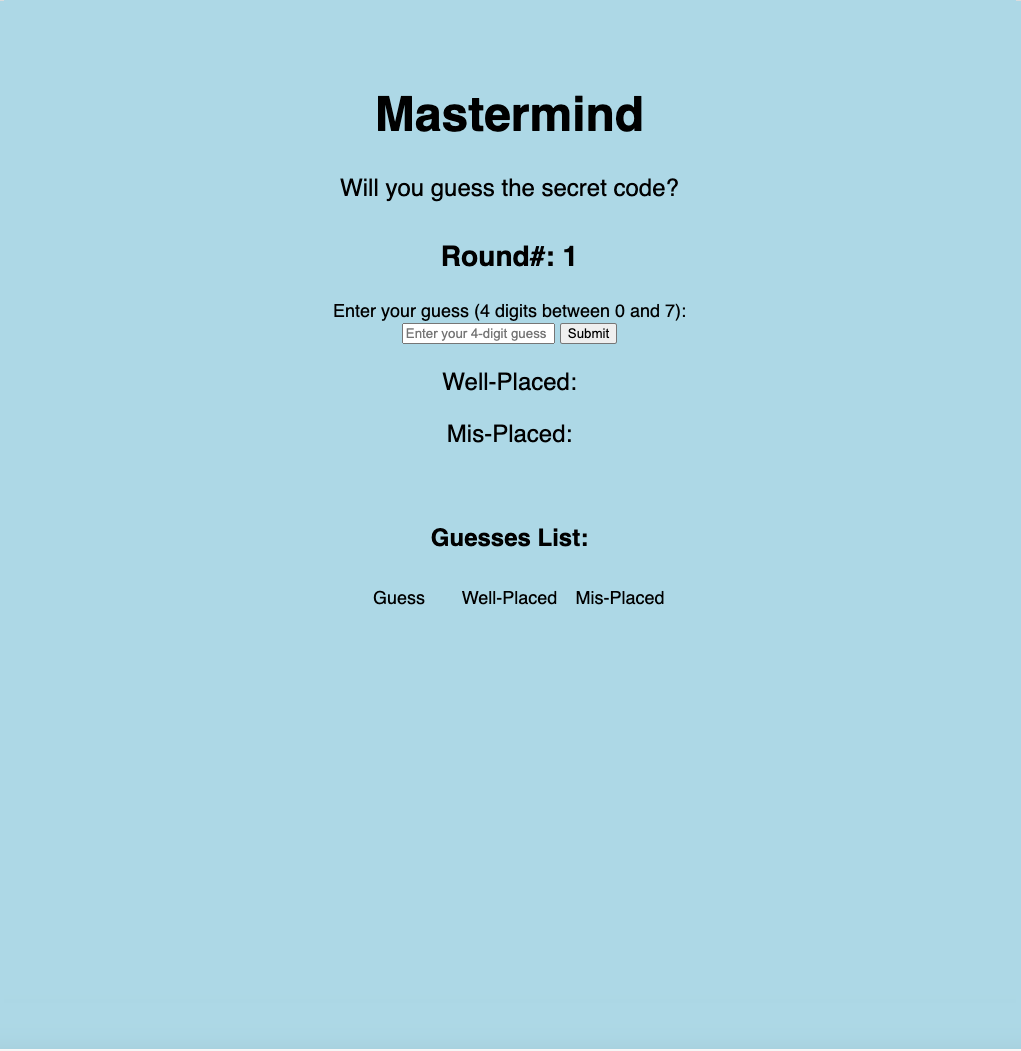 Mastermind
Will you guess the secret code?
Round#: 1
Enter your guess (4 digits between 0 and 7):
Enter your 4-digit guess Submit
Well-Placed:
Mis-Placed:
Guesses List:
Guess Well-Placed Mis-Placed